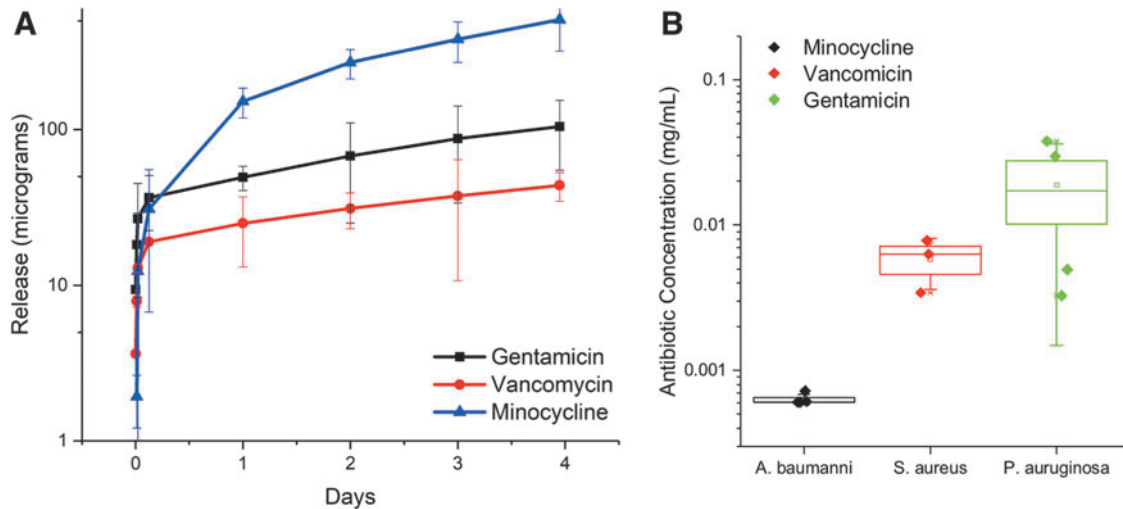 A
Release (micrograms)
100
10
1
Gentamicin
Vancomycin
Minocycline
0 1 2 3 4
Days
B
Antibiotic Concentration (mg/mL)
Minocycline
Vancomicin
Gentamicin
0.1
0.01
0.001
A. baumanni S. aureus P. auruginosa